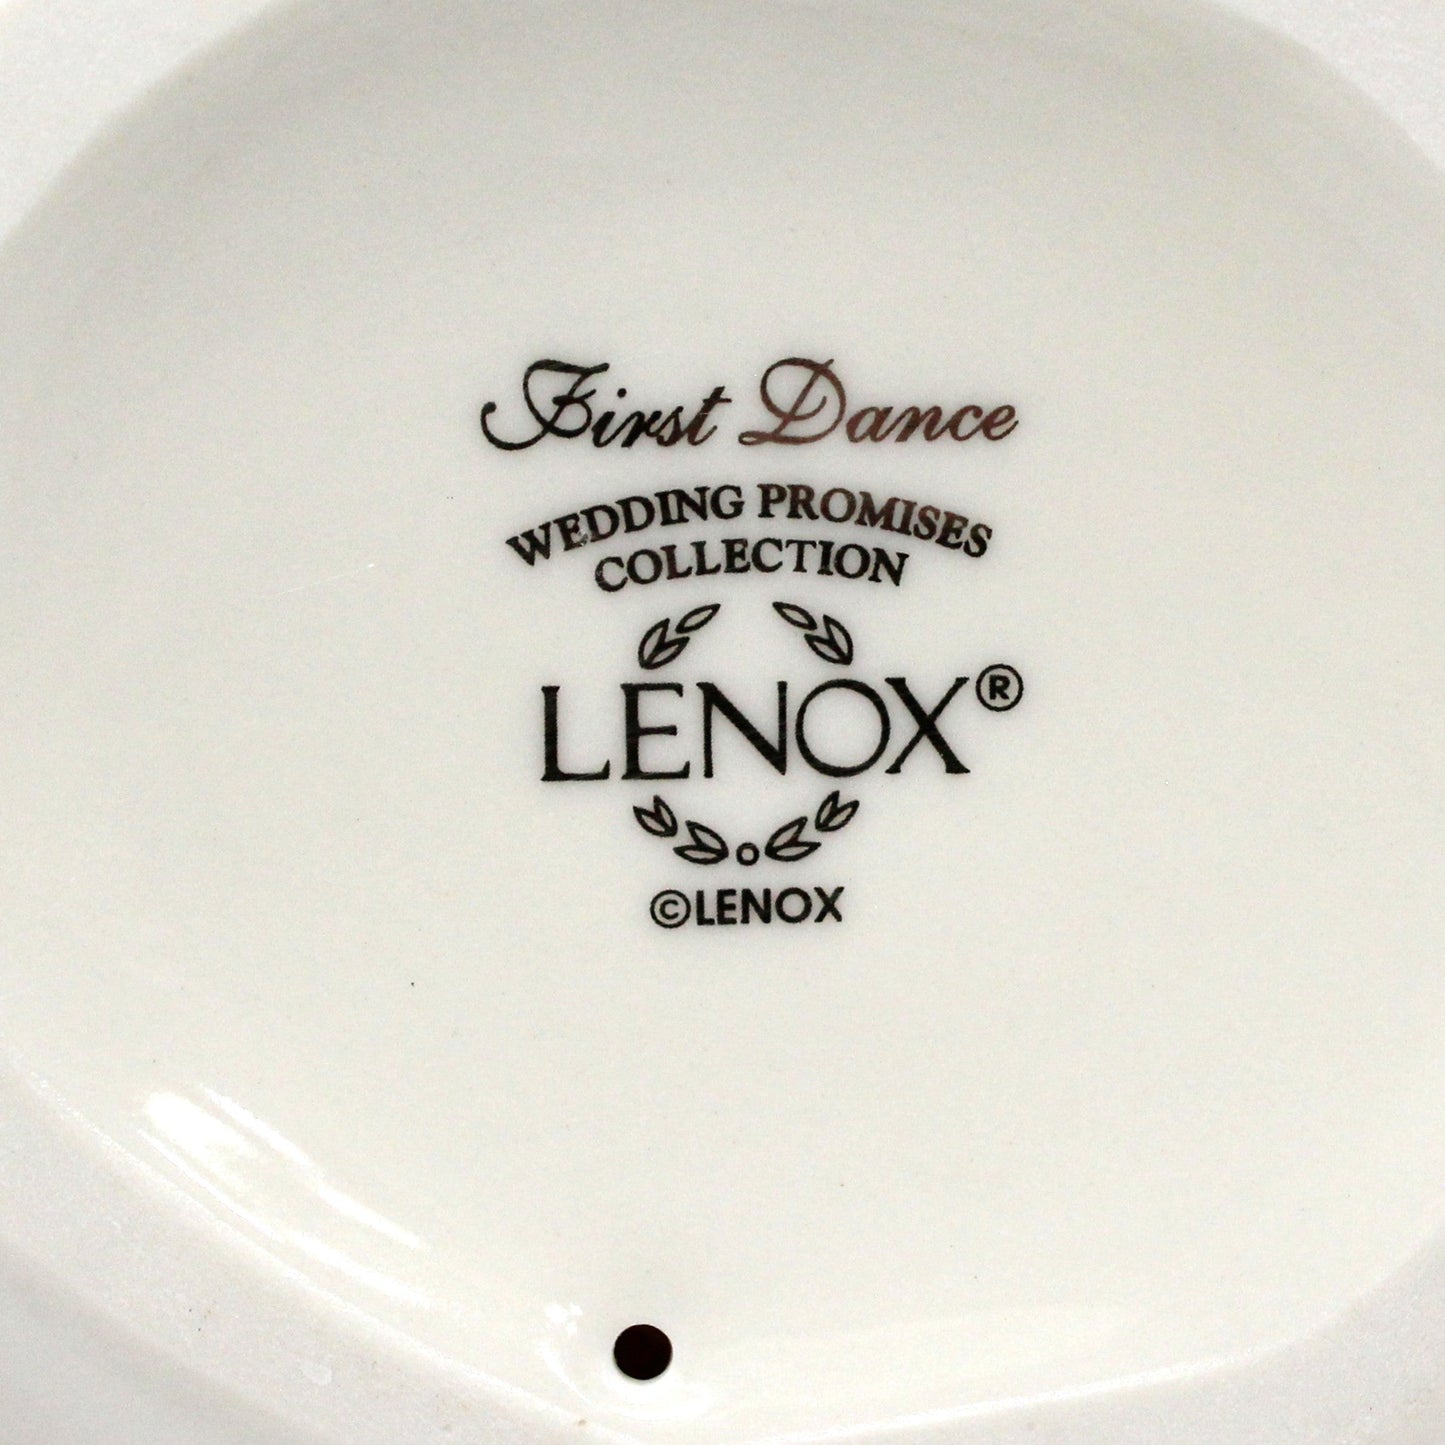 First Dance
WEDDING PROMISES
COLLECTION
LENOX®
©LENOX